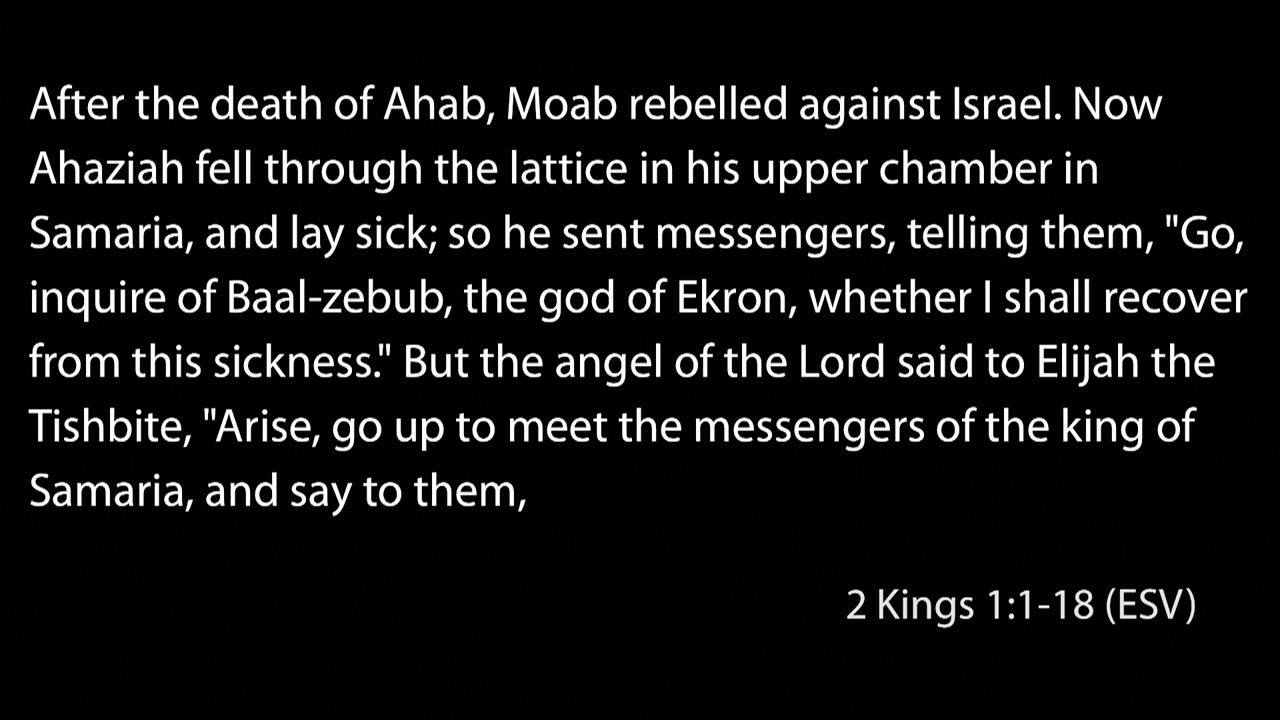 After the death of Ahab, Moab rebelled against Israel. Now
Ahaziah fell through the lattice in his upper chamber in
Samaria, and lay sick; so he sent messengers, telling them, "Go,
inquire of Baal-zebub, the god of Ekron, whether I shall recover
from this sickness." But the angel of the Lord said to Elijah the
Tishbite, "Arise, go up to meet the messengers of the king of
Samaria, and say to them,
2 Kings 1:1-18 (ESV)